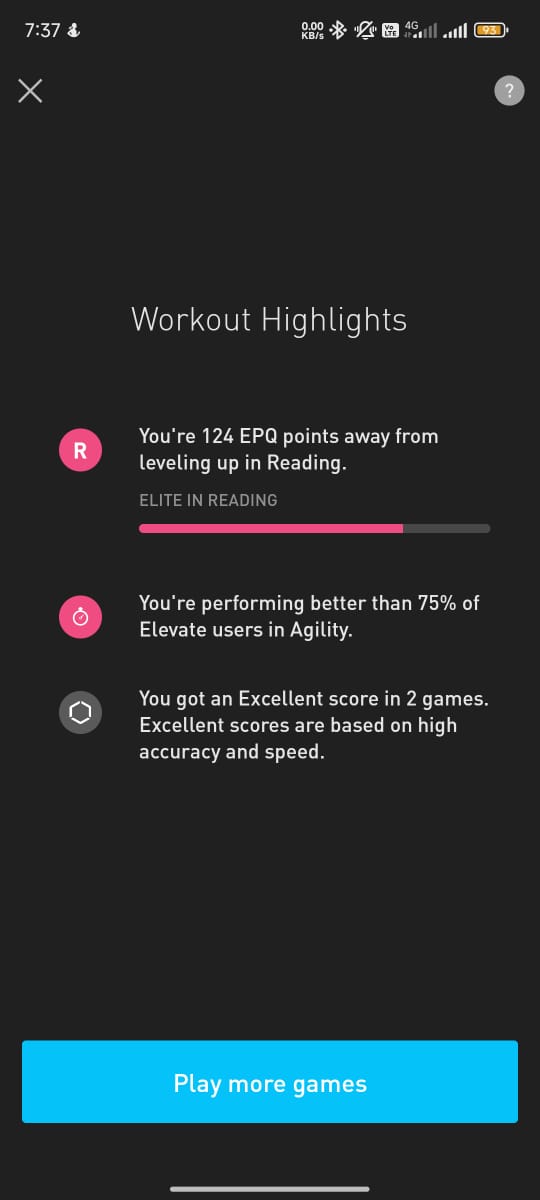 7:37
0.00
KB/s
Vo
LTE
4G
93
?
Workout Highlights
R
You're 124 EPQ points away from
leveling up in Reading.
ELITE IN READING
You're performing better than 75% of
Elevate users in Agility.
You got an Excellent score in 2 games.
Excellent scores are based on high
accuracy and speed.
Play more games